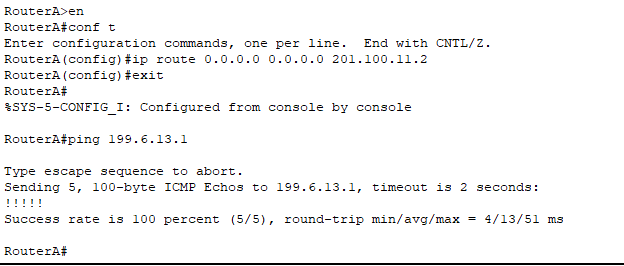 RouterA>en
RouterA#conf t
Enter configuration commands, one per line.  End with CNTL/Z.
RouterA(config)#ip route 0.0.0.0 0.0.0.0 201.100.11.2
RouterA(config)#exit
RouterA#
%SYS-5-CONFIG_I: Configured from console by console
RouterA#ping 199.6.13.1
Type escape sequence to abort.
Sending 5, 100-byte ICMP Echos to 199.6.13.1, timeout is 2 seconds:
!!!!!
Success rate is 100 percent (5/5), round-trip min/avg/max = 4/13/51 ms
RouterA#